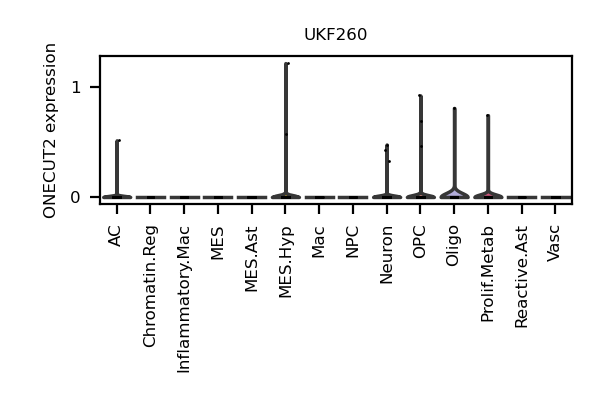 UKF260
ONECUT2 expression
1
0
AC
Chromatin.Reg
Inflammatory.Mac
MES
MES.Ast
MES.Hyp
Mac
NPC
Neuron
OPC
Oligo
Prolif.Metab
Reactive.Ast
Vasc